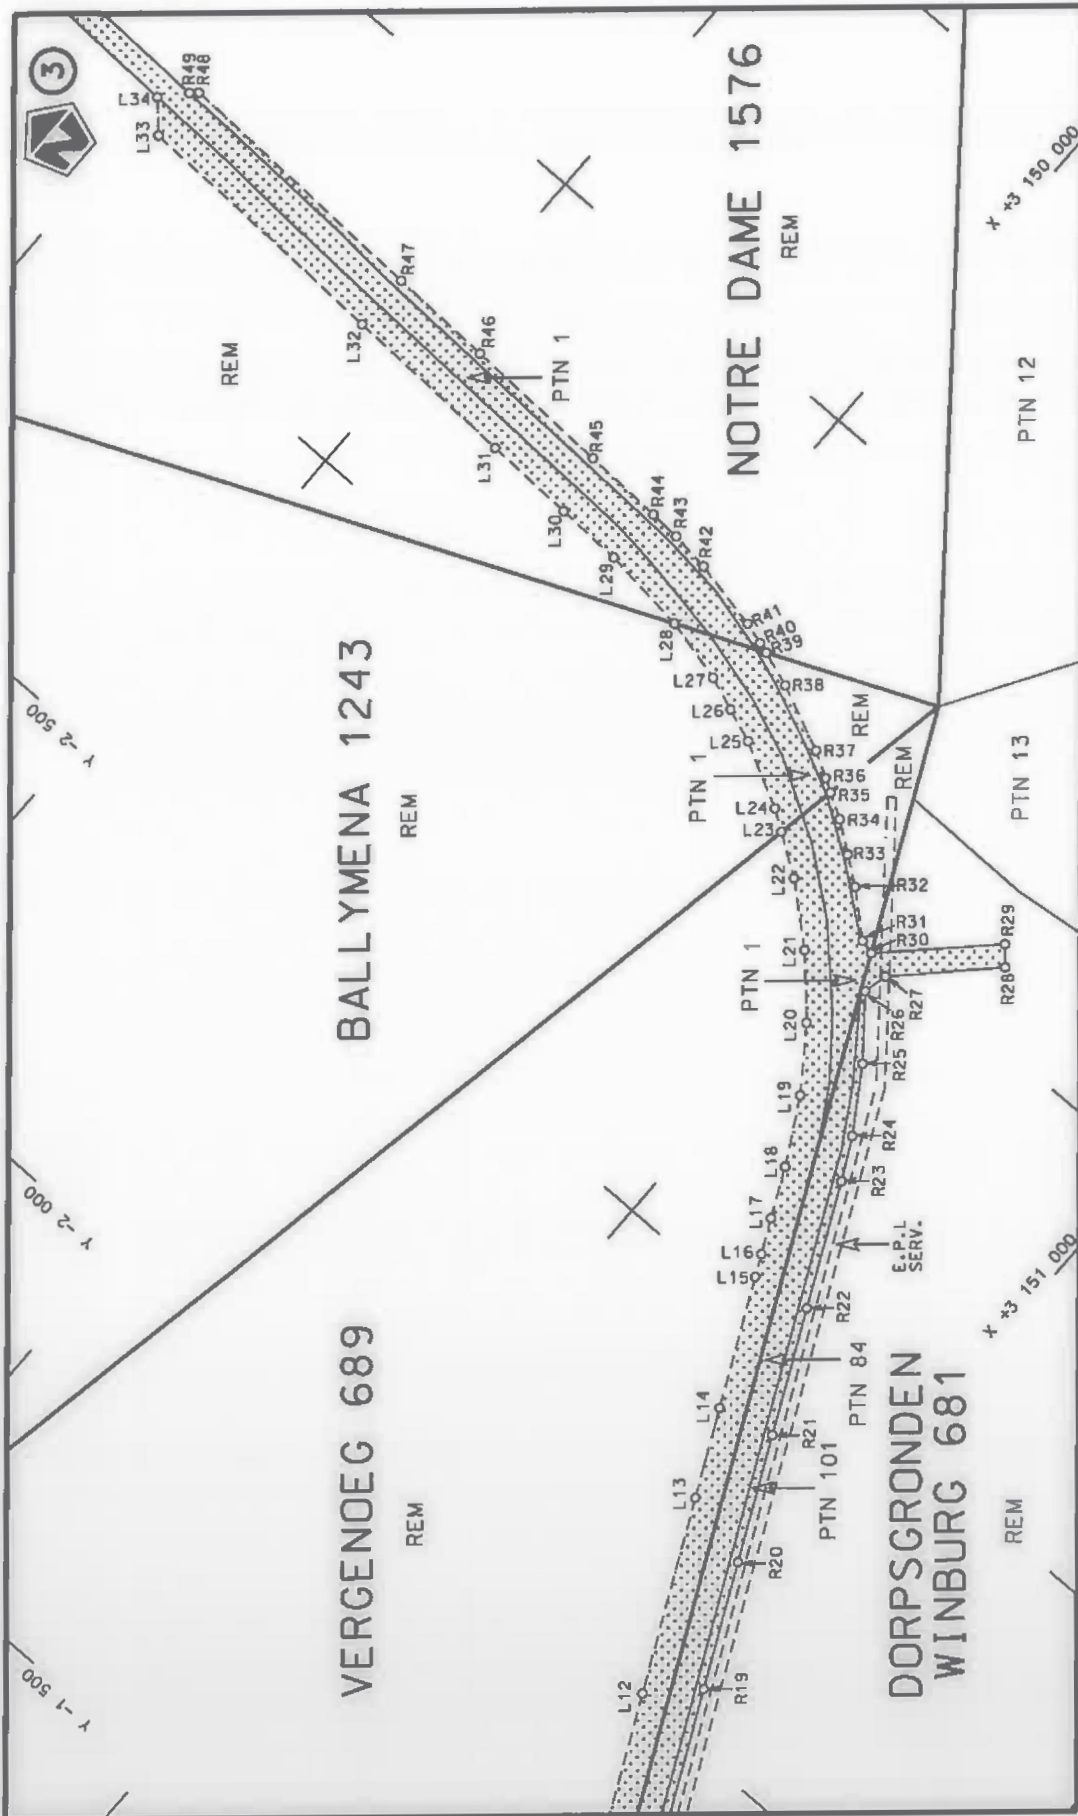 3
L34
L33
R49
R48
L32
R47
R46
L31
R45
L30
R44
L29
R43
R42
L28
R41
R40
R39
L27
R38
L26
L25
R37
R36
L24
R35
L23
R34
L22
R33
R32
L21
R31
R30
R29
R28
L20
R27
R26
R25
L19
R24
L18
R23
L17
L16
L15
R22
L14
R21
L13
R20
L12
R19
PTN 1
PTN 1
PTN 1
PTN 84
PTN 101
E.P.L
SERV.
PTN 12
PTN 13
REM
REM
REM
REM
REM
REM
REM
NOTRE DAME 1576
BALLYMENA 1243
VERGENOEG 689
DORPSGRONDEN
WINBURG 681
Y -2 500
Y -2 000
Y -1 500
X +3 150 000
X +3 151 000